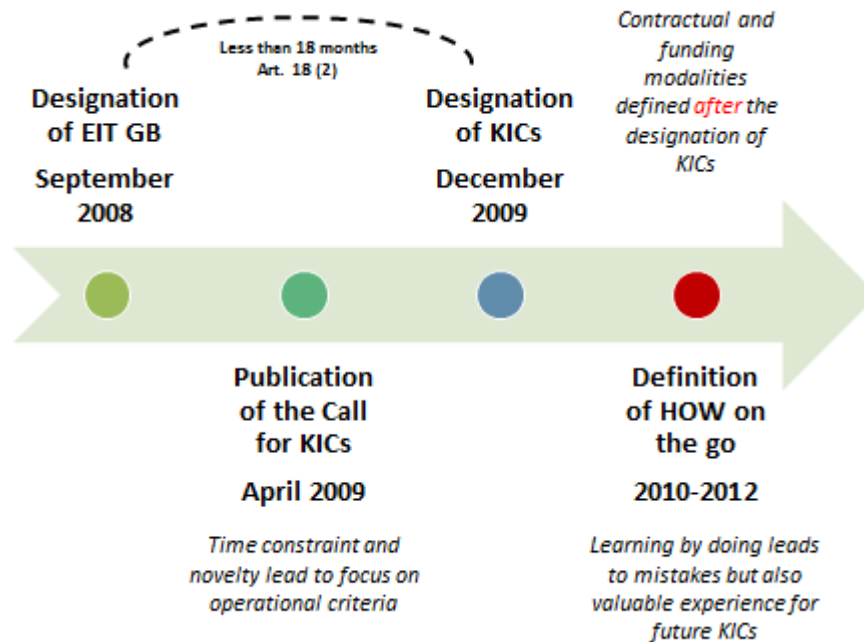 Less than 18 months
Art. 18 (2)
Designation
of EIT GB
September
2008
Designation
of KICs
December
2009
Contractual and
funding
modalities
defined after the
designation of
KICs
Publication
of the Call
for KICs
April 2009
Time constraint and
novelty lead to focus on
operational criteria
Definition
of HOW on
the go
2010-2012
Learning by doing leads
to mistakes but also
valuable experience for
future KICs